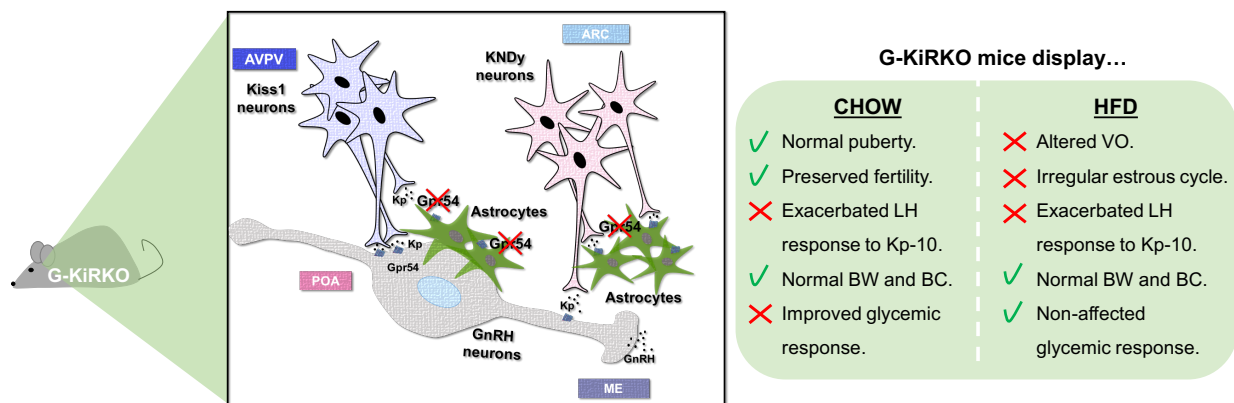 G-KiRKO
AVPV
Kiss1
neurons
ARC
KNDy
neurons
Kp
Gpr54
Astrocytes
Gpr54
Kp
Gpr54
POA
GnRH
neurons
Gpr54
Astrocytes
Kp
GnRH
ME
G-KiRKO mice display...
CHOW
Normal puberty.
Preserved fertility.
Exacerbated LH
response to Kp-10.
Normal BW and BC.
Improved glycemic
response.
HFD
Altered VO.
Irregular estrous cycle.
Exacerbated LH
response to Kp-10.
Normal BW and BC.
Non-affected
glycemic response.